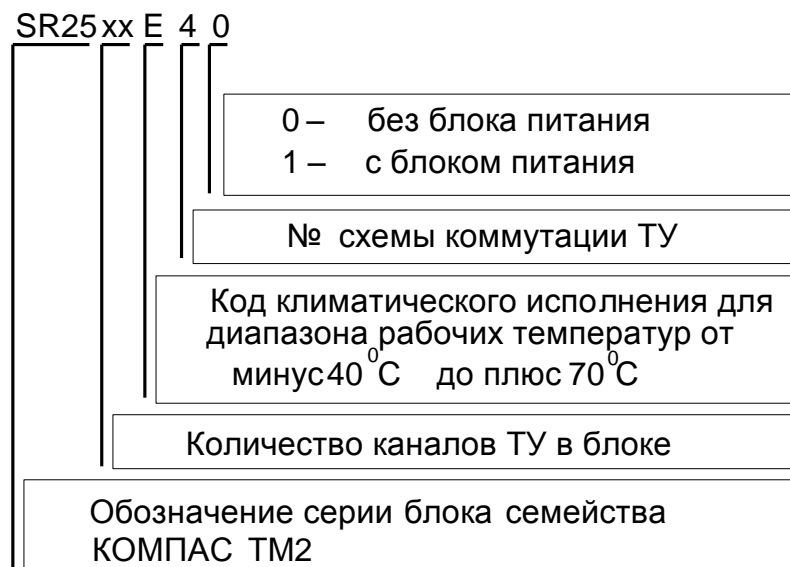 SR25 xx E 4 0
0 – без блока питания
1 – с блоком питания
№ схемы коммутации ТУ
Код климатического исполнения для
диапазона рабочих температур от
минус 40 ⁰С до плюс 70 ⁰С
Количество каналов ТУ в блоке
Обозначение серии блока семейства
КОМПАС ТМ2